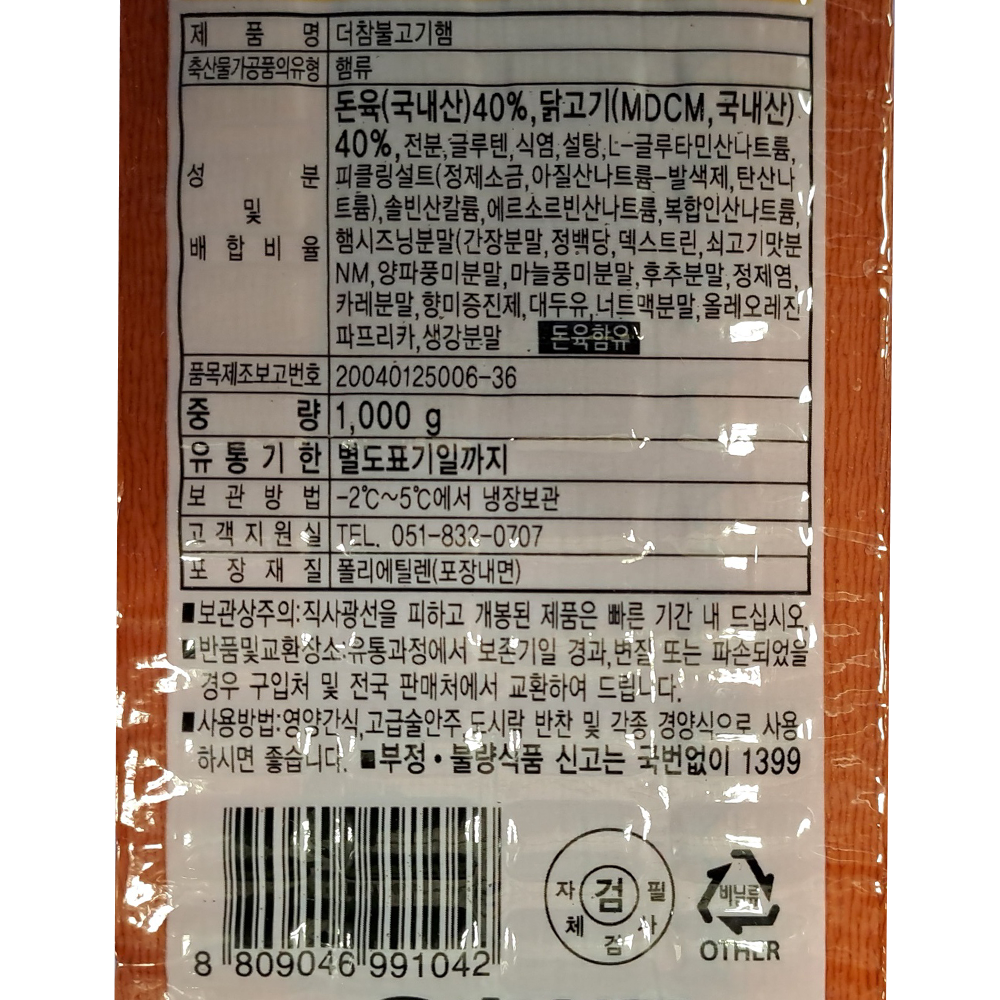 제 품 명 더참불고기햄
축산물가공품의유형 햄류
성 분 및 배 합 비 율
돈육(국내산)40%, 닭고기(MDCM, 국내산)
40%, 전분, 글루텐, 식염, 설탕, L-글루타민산나트륨,
피클링설트(정제소금, 아질산나트륨-발색제, 탄산나
트륨), 솔빈산칼륨, 에르소르빈산나트륨, 복합인산나트륨,
햄시즈닝분말(간장분말, 정백당, 덱스트린, 쇠고기맛분
NM, 양파풍미분말, 마늘풍미분말, 후추분말, 정제염,
카레분말, 향미증진제, 대두유, 너트맥분말, 올레오레진
파프리카, 생강분말 돈육함유
품목제조보고번호 20040125006-36
중 량 1,000 g
유 통 기 한 별도표기일까지
보 관 방 법 -2℃~5℃에서 냉장보관
고 객 지 원 실 TEL. 051-832-0707
포 장 재 질 폴리에틸렌(포장내면)
■보관상주의:직사광선을 피하고 개봉된 제품은 빠른 기간 내 드십시오.
■반품및교환장소:유통과정에서 보존기일 경과, 변질 또는 파손되었을
경우 구입처 및 전국 판매처에서 교환하여 드립니다.
■사용방법:영양간식, 고급술안주 도시락 반찬 및 각종 경양식으로 사용
하시면 좋습니다. ■부정·불량식품 신고는 국번없이 1399
자 검 필
체 검 사
비닐류
OTHER
8 809046 991042